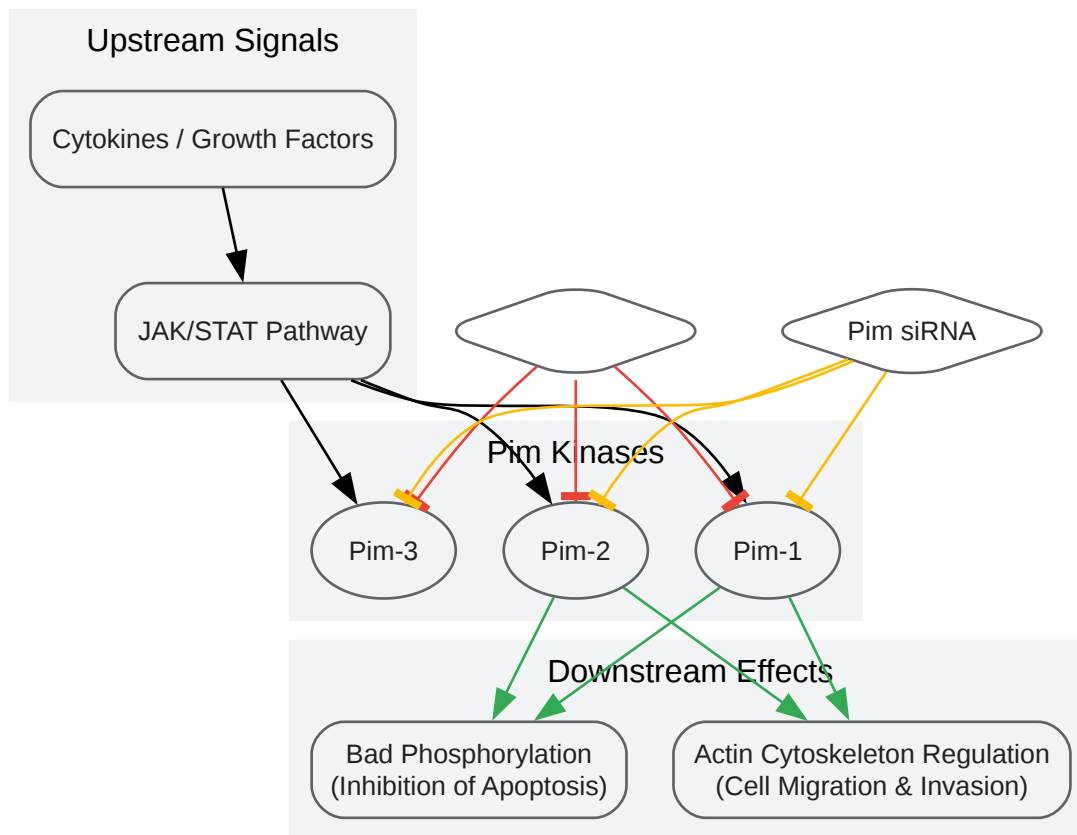 Upstream Signals
Cytokines / Growth Factors
JAK/STAT Pathway
Pim siRNA
Pim Kinases
Pim-3
Pim-2
Pim-1
Downstream Effects
Bad Phosphorylation
(Inhibition of Apoptosis)
Actin Cytoskeleton Regulation
(Cell Migration & Invasion)